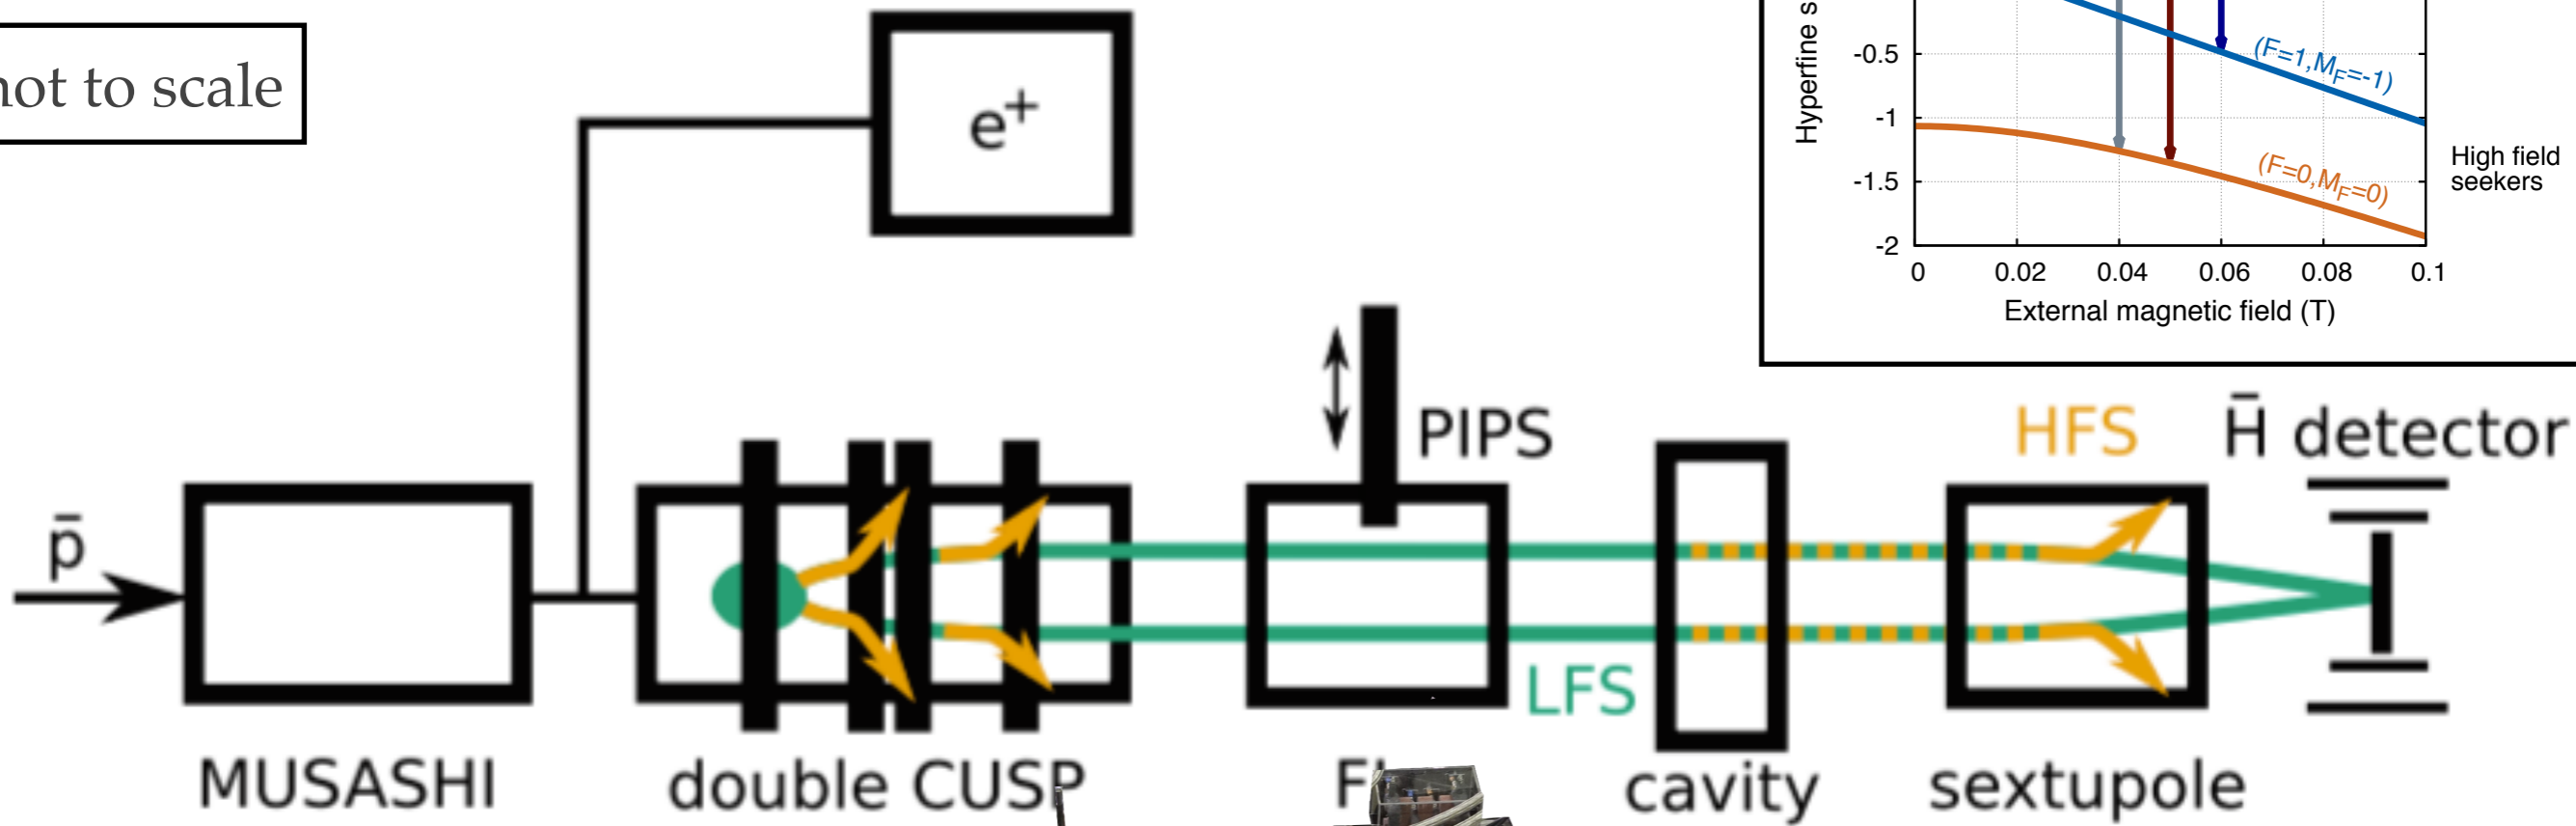 not to scale
e+
Hyperfine s
-0.5
-1
-1.5
-2
(F=1,MF=-1)
(F=0,MF=0)
High field
seekers
0 0.02 0.04 0.06 0.08 0.1
External magnetic field (T)
PIPS
HFS
H̄ detector
p̄
LFS
MUSASHI
double CUSP
cavity
sextupole